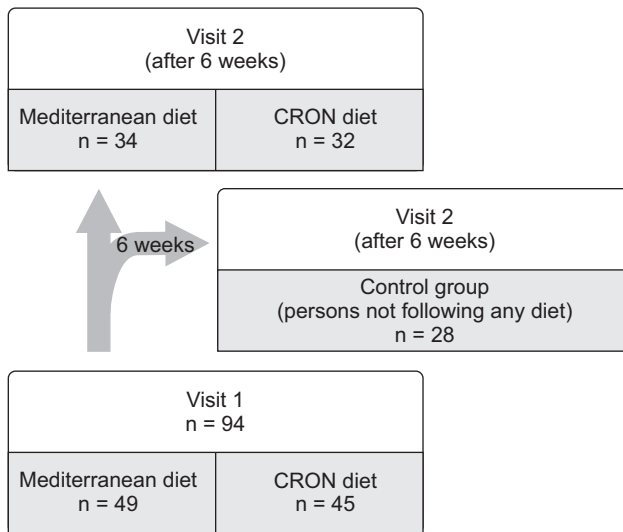 Visit 2
(after 6 weeks)
Mediterranean diet
n = 34
CRON diet
n = 32
6 weeks
Visit 2
(after 6 weeks)
Control group
(persons not following any diet)
n = 28
Visit 1
n = 94
Mediterranean diet
n = 49
CRON diet
n = 45